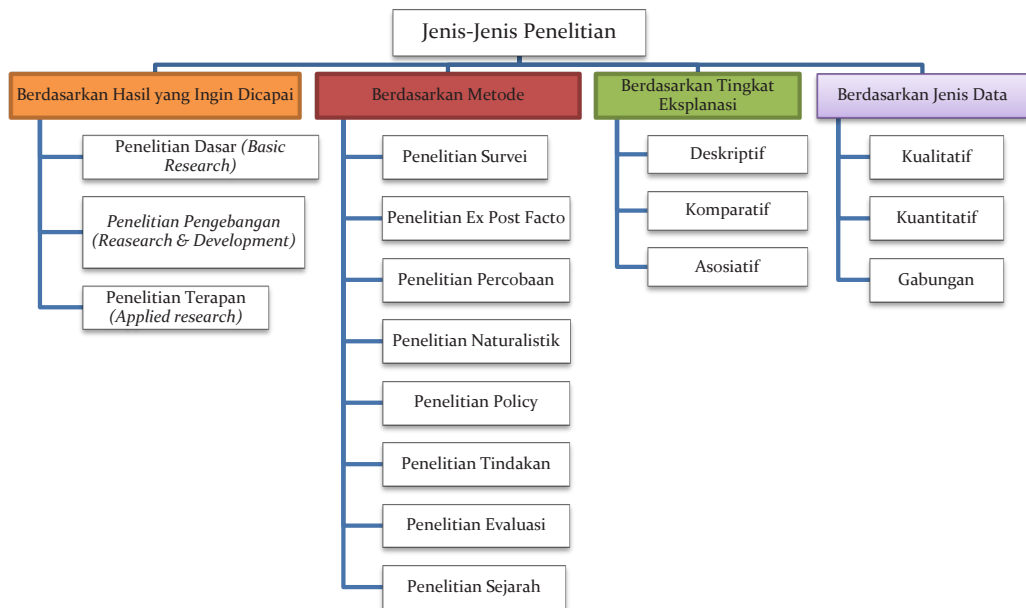 Jenis-Jenis Penelitian
Berdasarkan Hasil yang Ingin Dicapai
Penelitian Dasar (Basic
Research)
Penelitian Pengebangan
(Reasearch & Development)
Penelitian Terapan
(Applied research)
Berdasarkan Metode
Penelitian Survei
Penelitian Ex Post Facto
Penelitian Percobaan
Penelitian Naturalistik
Penelitian Policy
Penelitian Tindakan
Penelitian Evaluasi
Penelitian Sejarah
Berdasarkan Tingkat
Eksplanasi
Deskriptif
Komparatif
Asosiatif
Berdasarkan Jenis Data
Kualitatif
Kuantitatif
Gabungan